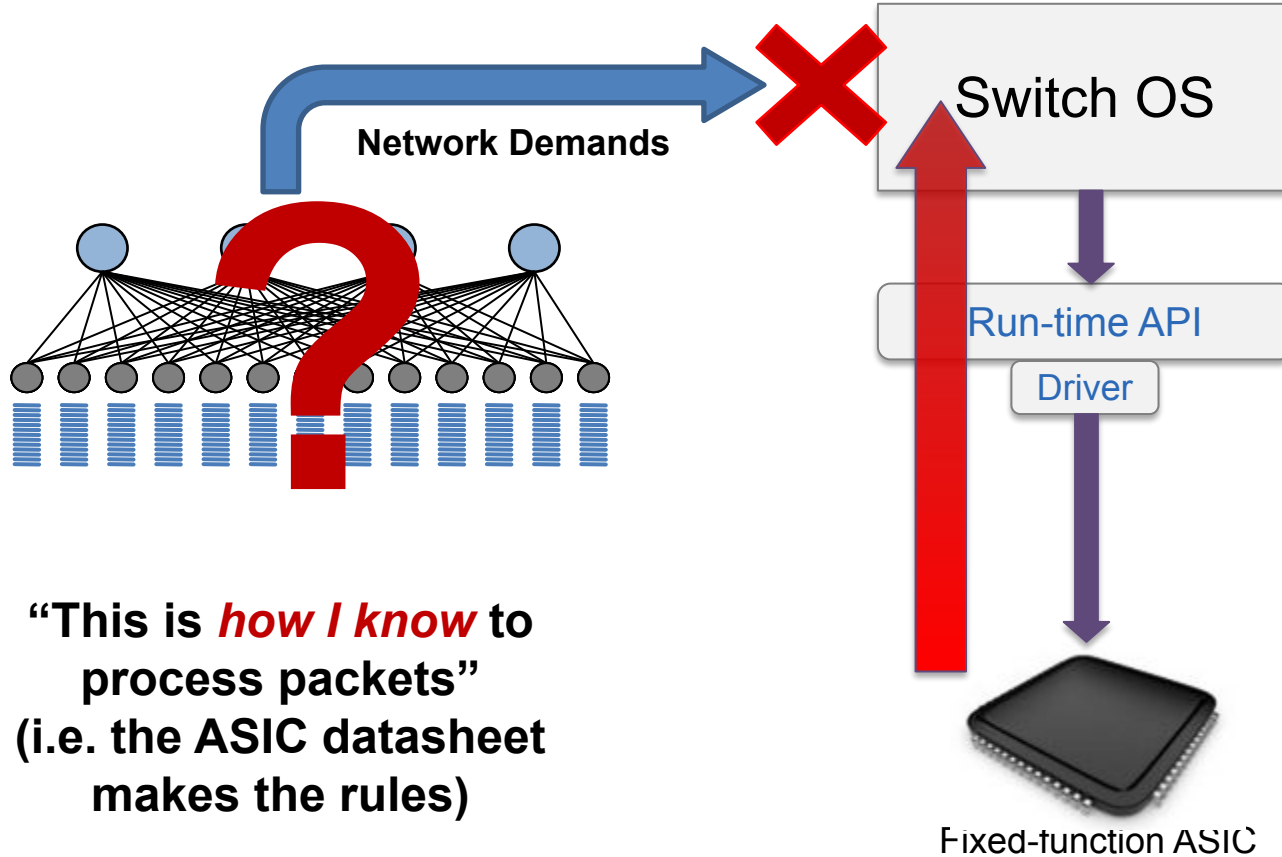 Switch OS
Network Demands
Run-time API
Driver
“This is how I know to
process packets”
(i.e. the ASIC datasheet
makes the rules)
Fixed-function ASIC